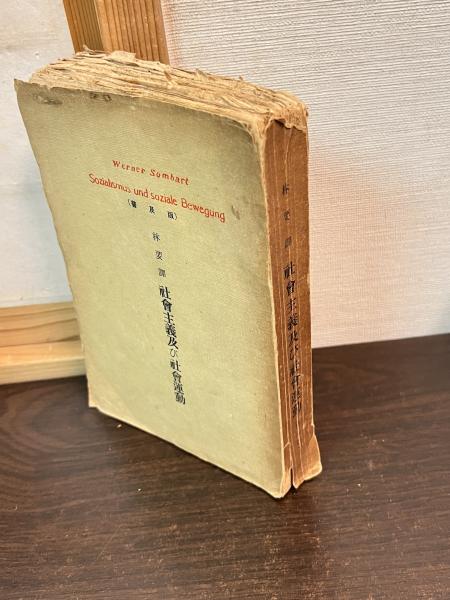 Werner Sombart
Sozialismus und soziale Bewegung
(普及版)
林要譯
社會主義及び社會運動
林要譯 社會主義及び社會運動